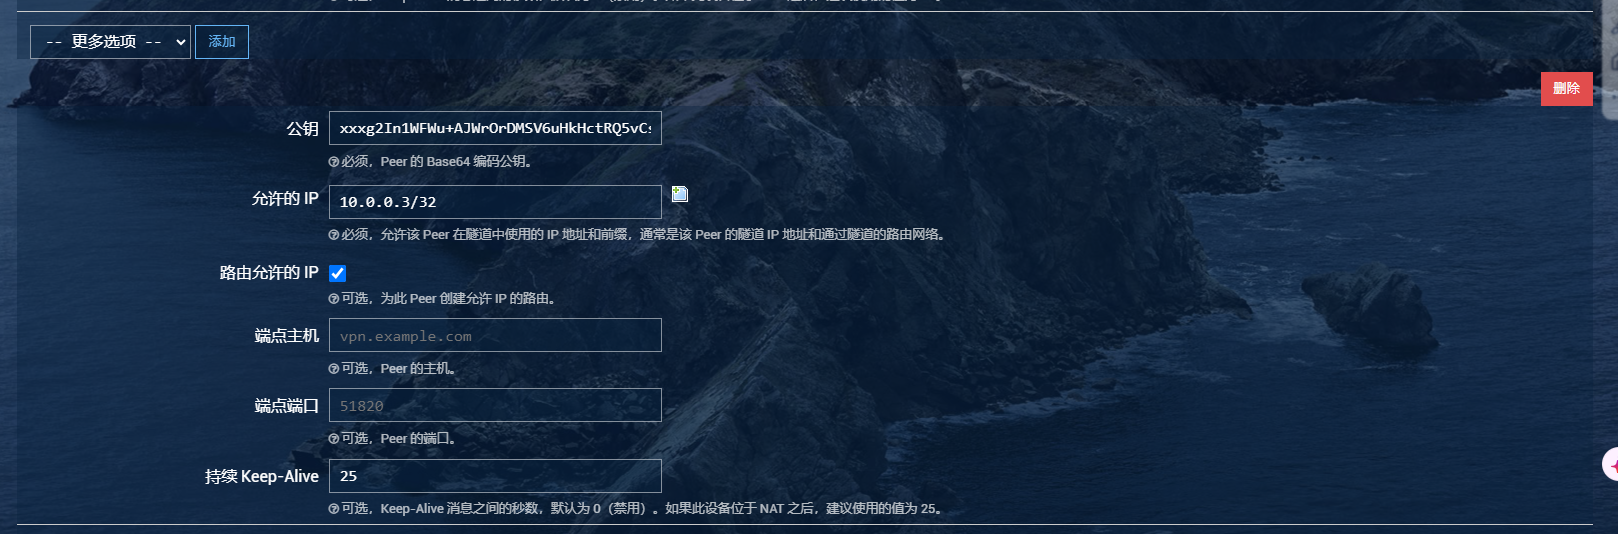 -- 更多选项 -- 添加
删除
公钥 xxxg2In1WFWu+AJWrOrDMSV6uHkHctRQ5vCs
必须，Peer 的 Base64 编码公钥。
允许的 IP 10.0.0.3/32
必须，允许该 Peer 在隧道中使用的 IP 地址和前缀，通常是该 Peer 的隧道 IP 地址和通过隧道的路由网络。
路由允许的 IP
可选，为此 Peer 创建允许 IP 的路由。
端点主机 vpn.example.com
可选，Peer 的主机。
端点端口 51820
可选，Peer 的端口。
持续 Keep-Alive 25
可选，Keep-Alive 消息之间的秒数，默认为 0（禁用）。如果此设备位于 NAT 之后，建议使用的值为 25。